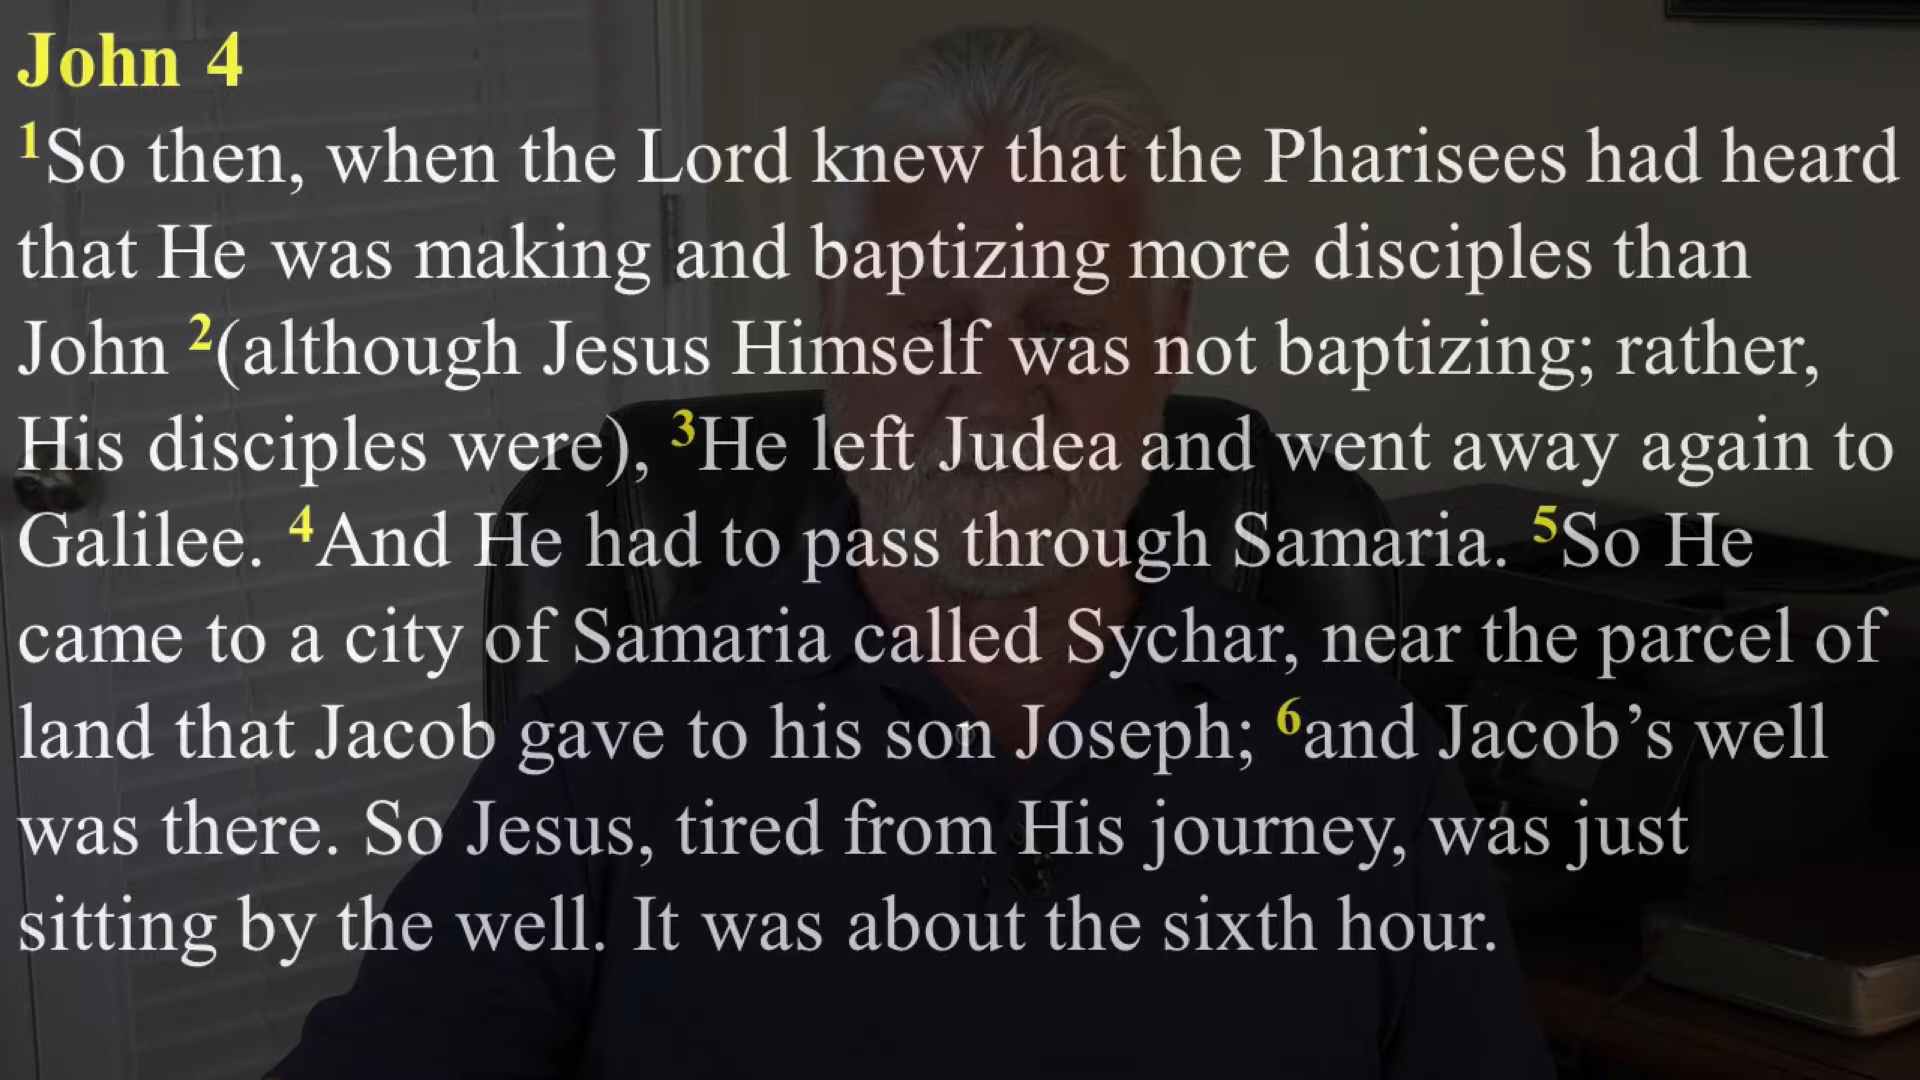 John 4
1So then, when the Lord knew that the Pharisees had heard
that He was making and baptizing more disciples than
John 2(although Jesus Himself was not baptizing; rather,
His disciples were), 3He left Judea and went away again to
Galilee. 4And He had to pass through Samaria. 5So He
came to a city of Samaria called Sychar, near the parcel of
land that Jacob gave to his son Joseph; 6and Jacob’s well
was there. So Jesus, tired from His journey, was just
sitting by the well. It was about the sixth hour.